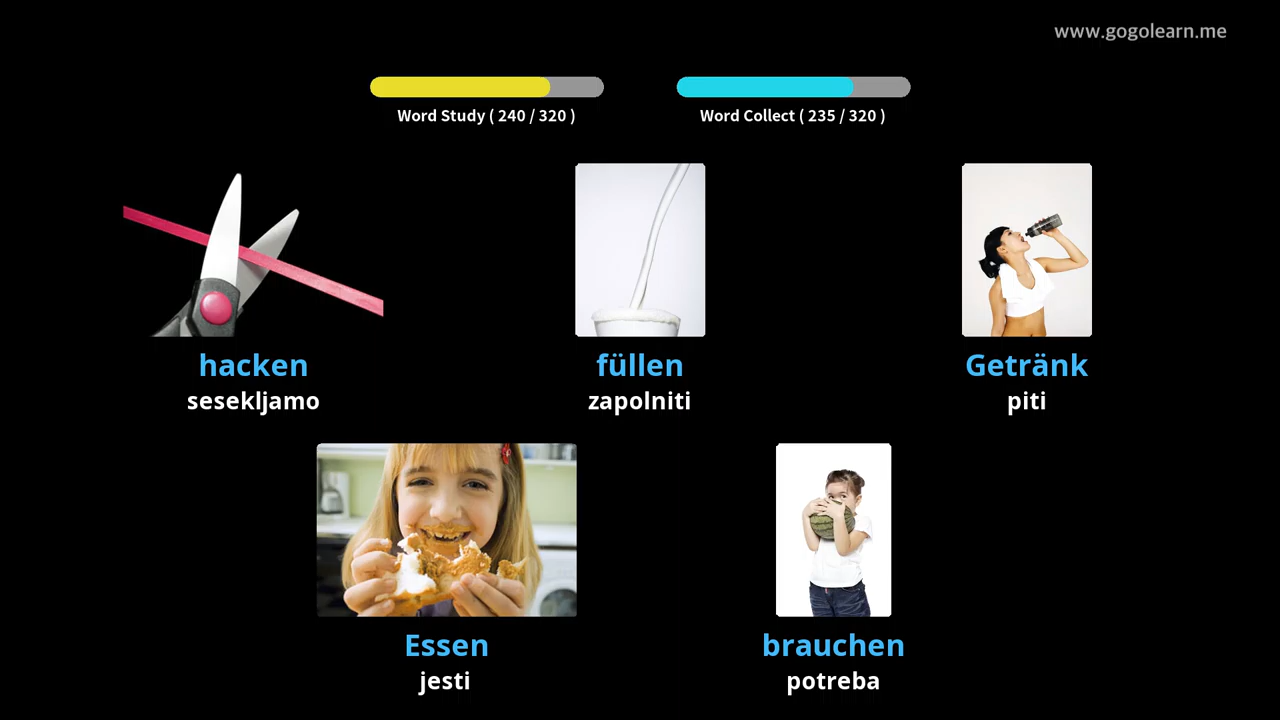 www.gogolearn.me
Word Study ( 240 / 320 )
Word Collect ( 235 / 320 )
hacken
sesekljamo
füllen
zapolniti
Getränk
piti
Essen
jesti
brauchen
potreba